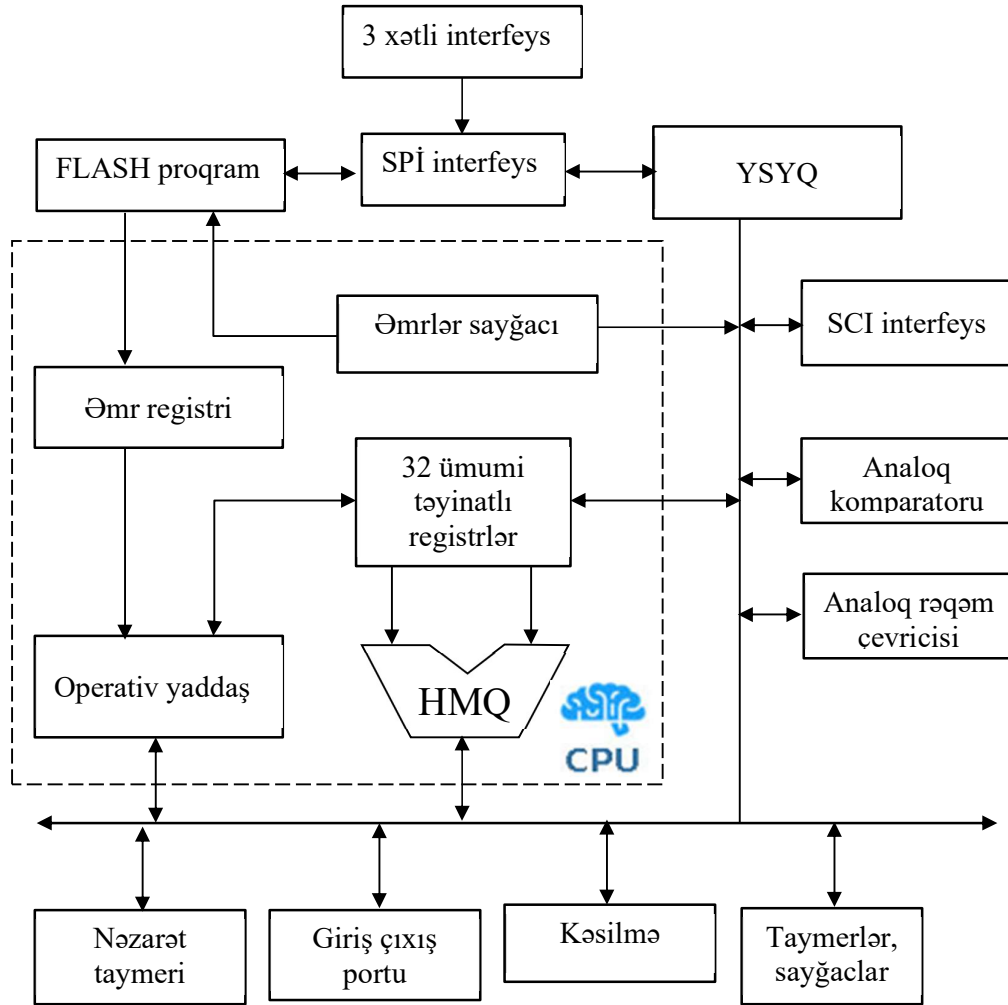 3 xətli interfeys
FLASH proqram
SPİ interfeys
YSYQ
Əmrlər sayğacı
SCI interfeys
Əmr registri
32 ümumi
təyinatlı
registrlər
Analoq
komparatoru
Analoq rəqəm
çevricisi
Operativ yaddaş
HMQ
CPU
Nəzarət
taymeri
Giriş çıxış
portu
Kəsilmə
Taymerlər,
sayğaclar